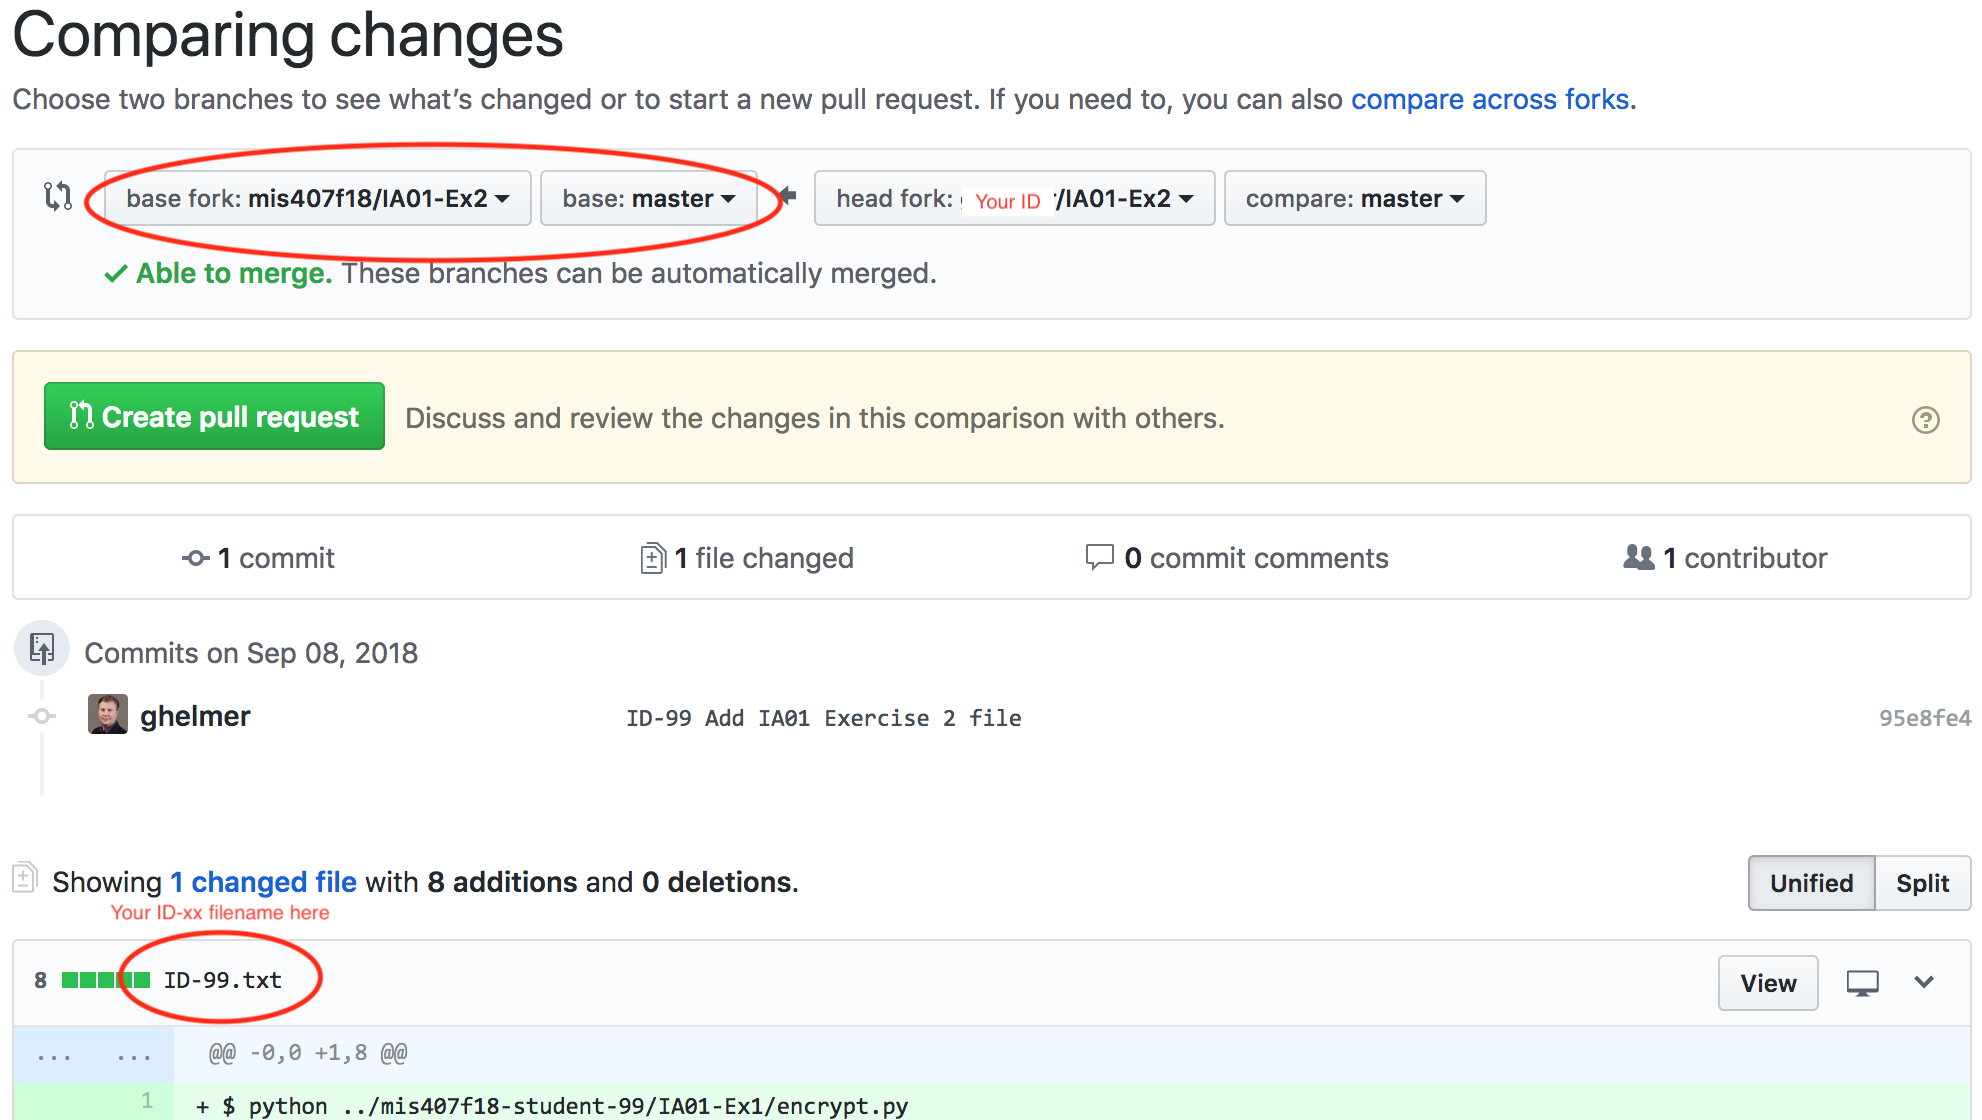 Comparing changes
Choose two branches to see what's changed or to start a new pull request. If you need to, you can also compare across forks.
base fork: mis407f18/IA01-Ex2 base: master head fork: Your ID /IA01-Ex2 compare: master
Able to merge. These branches can be automatically merged.
Create pull request Discuss and review the changes in this comparison with others.
1 commit 1 file changed 0 commit comments 1 contributor
Commits on Sep 08, 2018
ghelmer ID-99 Add IA01 Exercise 2 file 95e8fe4
Showing 1 changed file with 8 additions and 0 deletions. Unified Split
Your ID-xx filename here
8 ID-99.txt View
... ... @@ -0,0 +1,8 @@
1 + $ python ../mis407f18-student-99/IA01-Ex1/encrypt.py